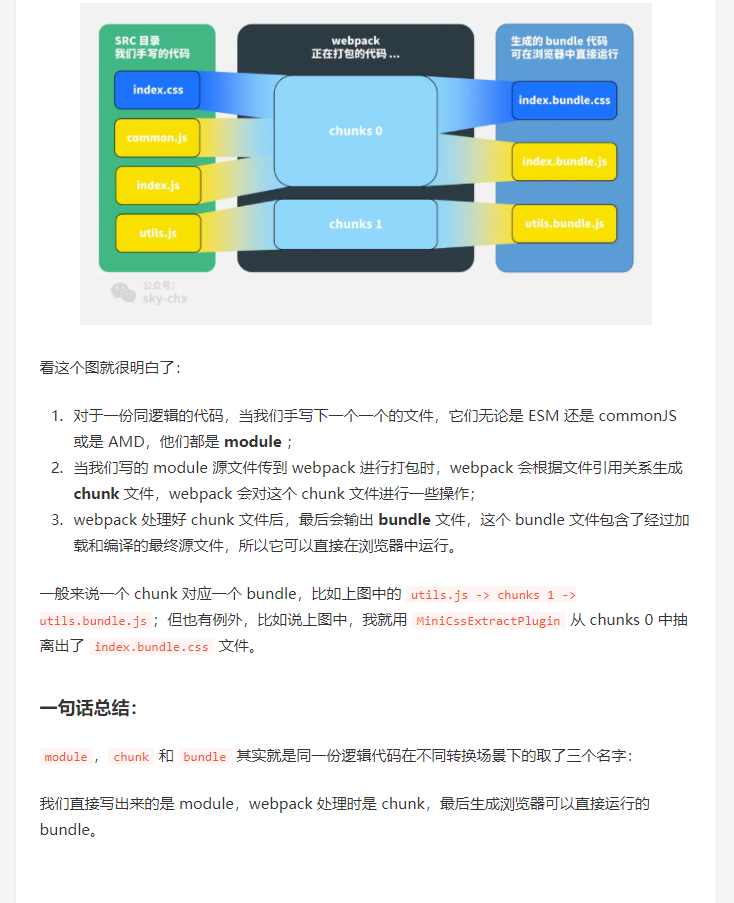 SRC 目录
我们手写的代码
webpack
正在打包的代码 ...
生成的 bundle 代码
可在浏览器中直接运行
index.css
common.js
index.js
utils.js
chunks 0
chunks 1
index.bundle.css
index.bundle.js
utils.bundle.js
公众号:
sky-chx
看这个图就很明白了：
1. 对于一份同逻辑的代码，当我们手写下一个一个的文件，它们无论是 ESM 还是 commonJS
或是 AMD，他们都是 module ；
2. 当我们写的 module 源文件传到 webpack 进行打包时，webpack 会根据文件引用关系生成
chunk 文件，webpack 会对这个 chunk 文件进行一些操作；
3. webpack 处理好 chunk 文件后，最后会输出 bundle 文件，这个 bundle 文件包含了经过加
载和编译的最终源文件，所以它可以直接在浏览器中运行。
一般来说一个 chunk 对应一个 bundle，比如上图中的 utils.js -> chunks 1 ->
utils.bundle.js ；但也有例外，比如说上图中，我就用 MiniCssExtractPlugin 从 chunks 0 中抽
离出了 index.bundle.css 文件。
一句话总结：
module ， chunk 和 bundle 其实就是同一份逻辑代码在不同转换场景下的取了三个名字：
我们直接写出来的是 module，webpack 处理时是 chunk，最后生成浏览器可以直接运行的
bundle。